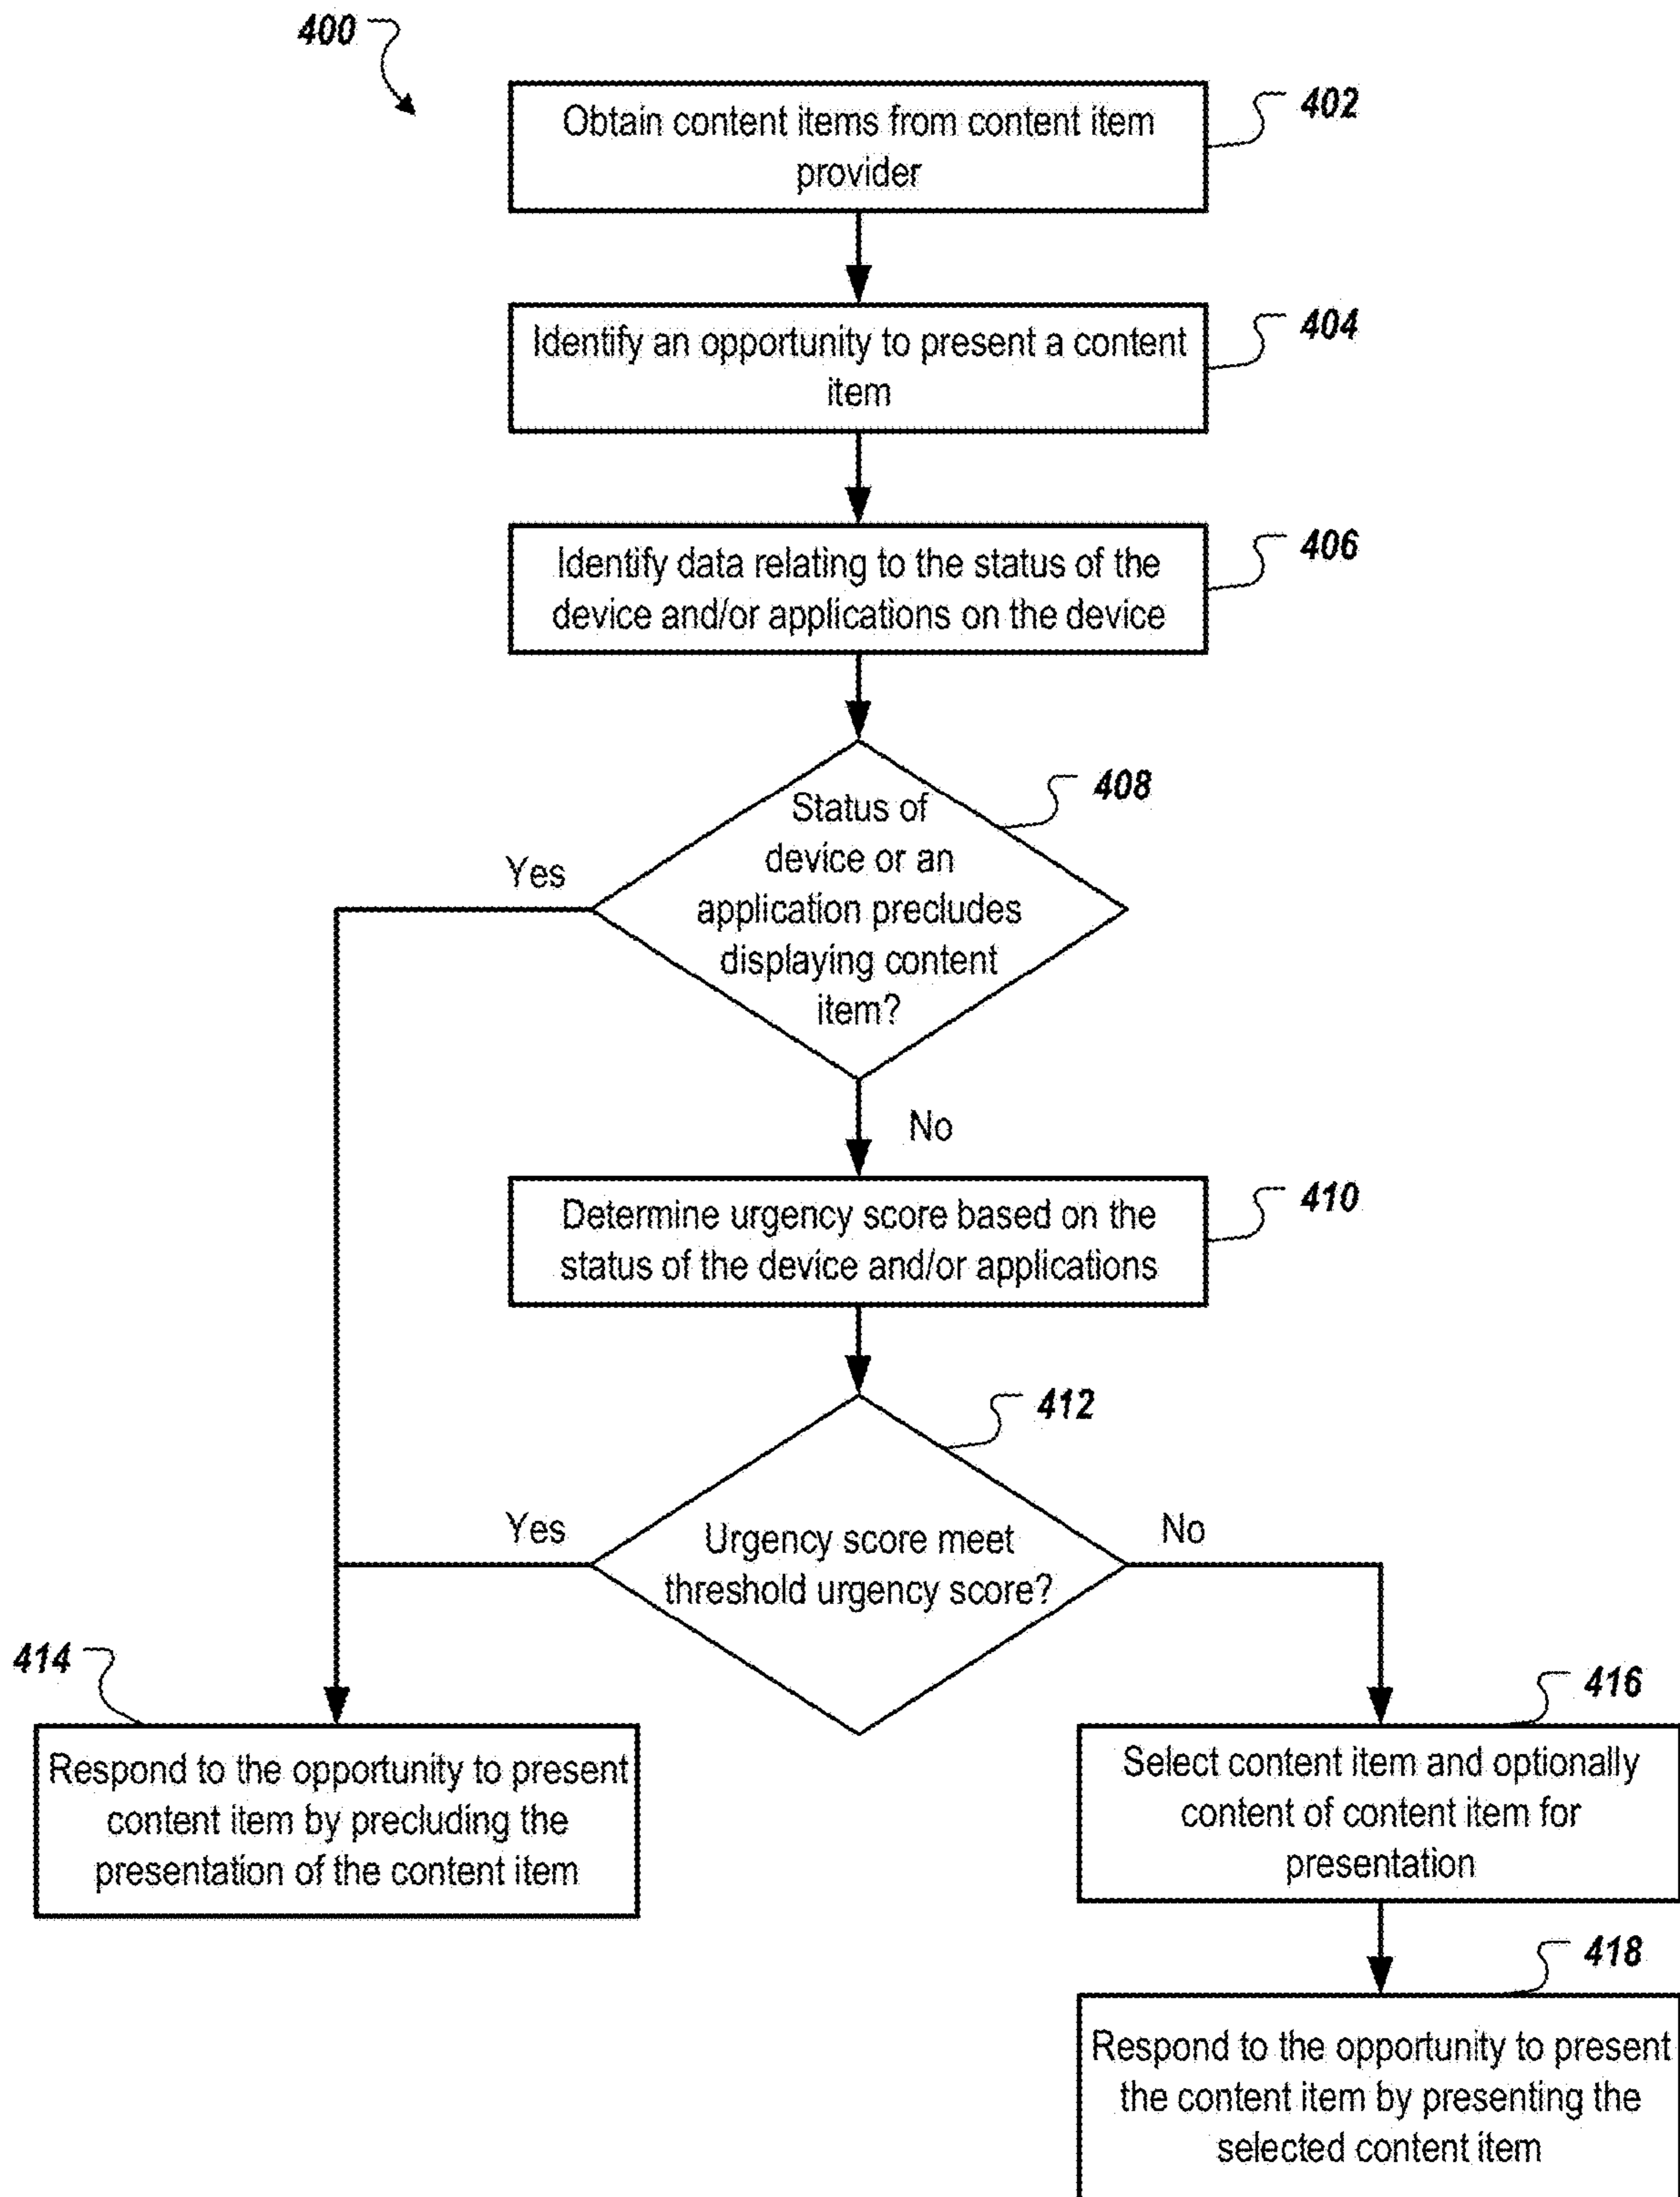 400
Obtain content items from content item
provider
402
Identify an opportunity to present a content
item
404
Identify data relating to the status of the
device and/or applications on the device
406
Status of
device or an
application precludes
displaying content
item?
408
Yes
No
Determine urgency score based on the
status of the device and/or applications
410
412
Urgency score meet
threshold urgency score?
Yes
No
414
Respond to the opportunity to present
content item by precluding the
presentation of the content item
416
Select content item and optionally
content of content item for
presentation
418
Respond to the opportunity to present
the content item by presenting the
selected content item